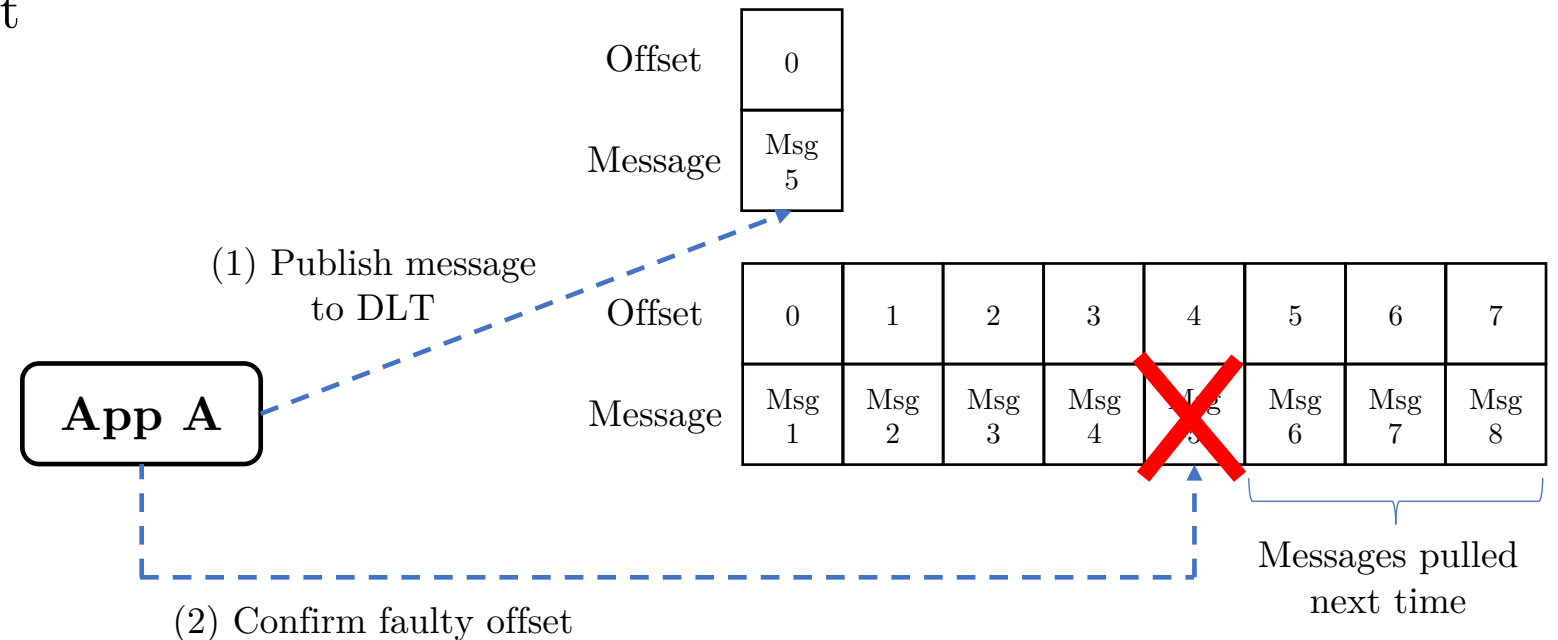 t
Offset
0
Message
Msg
5
(1) Publish message
to DLT
Offset
0 1 2 3 4 5 6 7
App A
Message
Msg Msg Msg Msg Msg Msg Msg
1 2 3 4 6 7 8
Messages pulled
next time
(2) Confirm faulty offset